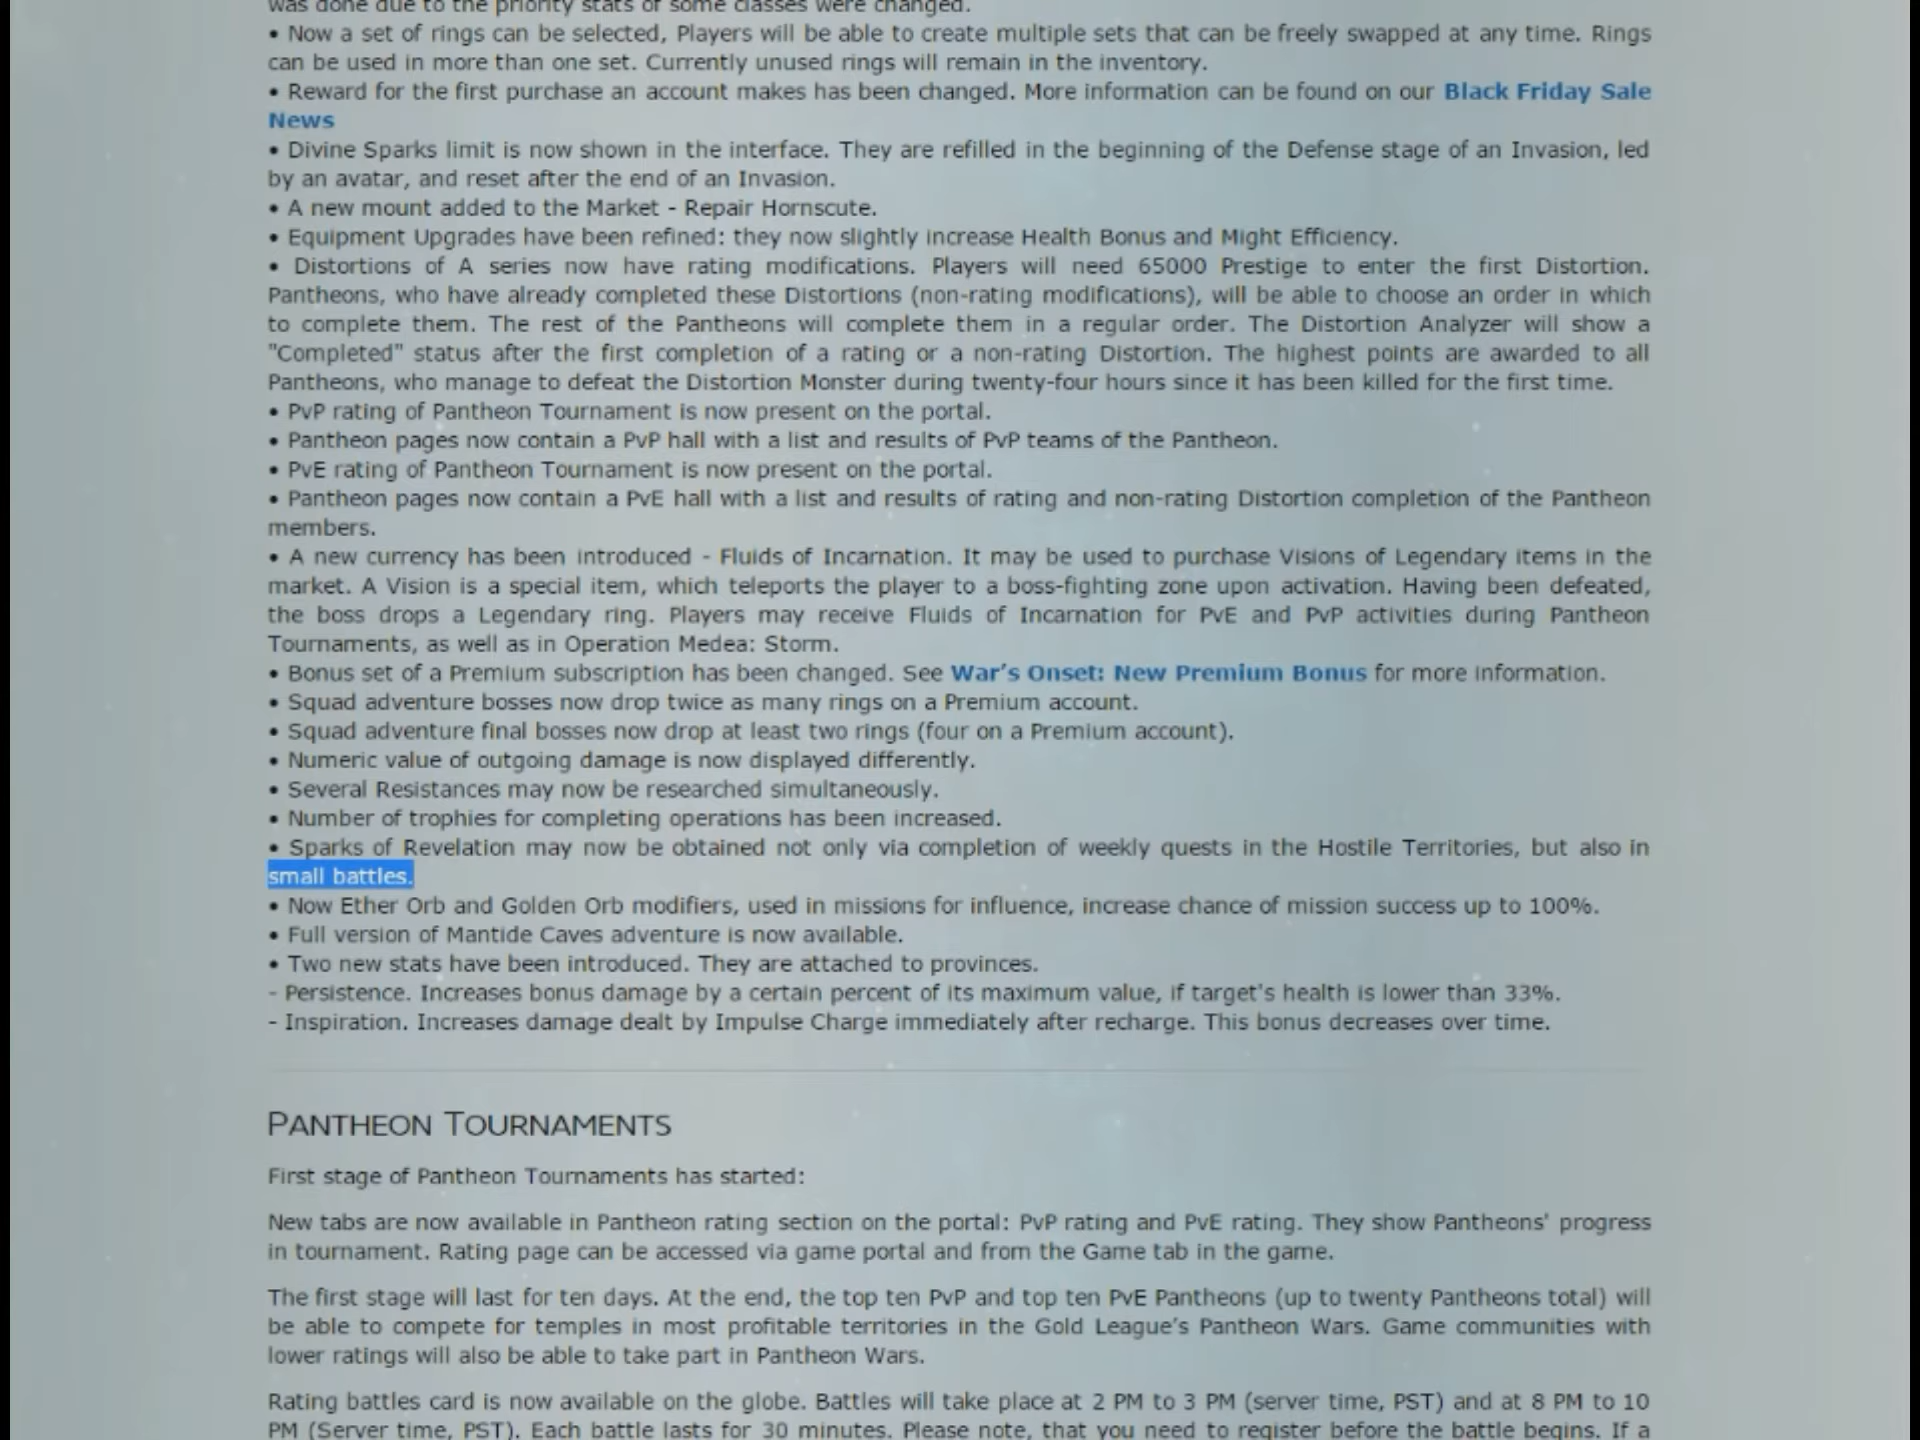 was done due to the priority stats of some classes were changed.
• Now a set of rings can be selected, Players will be able to create multiple sets that can be freely swapped at any time. Rings
can be used in more than one set. Currently unused rings will remain in the inventory.
• Reward for the first purchase an account makes has been changed. More information can be found on our Black Friday Sale
News
• Divine Sparks limit is now shown in the interface. They are refilled in the beginning of the Defense stage of an Invasion, led
by an avatar, and reset after the end of an Invasion.
• A new mount added to the Market - Repair Hornscute.
• Equipment Upgrades have been refined: they now slightly increase Health Bonus and Might Efficiency.
• Distortions of A series now have rating modifications. Players will need 65000 Prestige to enter the first Distortion.
Pantheons, who have already completed these Distortions (non-rating modifications), will be able to choose an order in which
to complete them. The rest of the Pantheons will complete them in a regular order. The Distortion Analyzer will show a
"Completed" status after the first completion of a rating or a non-rating Distortion. The highest points are awarded to all
Pantheons, who manage to defeat the Distortion Monster during twenty-four hours since it has been killed for the first time.
• PvP rating of Pantheon Tournament is now present on the portal.
• Pantheon pages now contain a PvP hall with a list and results of PvP teams of the Pantheon.
• PvE rating of Pantheon Tournament is now present on the portal.
• Pantheon pages now contain a PvE hall with a list and results of rating and non-rating Distortion completion of the Pantheon
members.
• A new currency has been introduced - Fluids of Incarnation. It may be used to purchase Visions of Legendary items in the
market. A Vision is a special item, which teleports the player to a boss-fighting zone upon activation. Having been defeated,
the boss drops a Legendary ring. Players may receive Fluids of Incarnation for PvE and PvP activities during Pantheon
Tournaments, as well as in Operation Medea: Storm.
• Bonus set of a Premium subscription has been changed. See War's Onset: New Premium Bonus for more information.
• Squad adventure bosses now drop twice as many rings on a Premium account.
• Squad adventure final bosses now drop at least two rings (four on a Premium account).
• Numeric value of outgoing damage is now displayed differently.
• Several Resistances may now be researched simultaneously.
• Number of trophies for completing operations has been increased.
• Sparks of Revelation may now be obtained not only via completion of weekly quests in the Hostile Territories, but also in
small battles.
• Now Ether Orb and Golden Orb modifiers, used in missions for influence, increase chance of mission success up to 100%.
• Full version of Mantide Caves adventure is now available.
• Two new stats have been introduced. They are attached to provinces.
- Persistence. Increases bonus damage by a certain percent of its maximum value, if target's health is lower than 33%.
- Inspiration. Increases damage dealt by Impulse Charge immediately after recharge. This bonus decreases over time.
PANTHEON TOURNAMENTS
First stage of Pantheon Tournaments has started:
New tabs are now available in Pantheon rating section on the portal: PvP rating and PvE rating. They show Pantheons' progress
in tournament. Rating page can be accessed via game portal and from the Game tab in the game.
The first stage will last for ten days. At the end, the top ten PvP and top ten PvE Pantheons (up to twenty Pantheons total) will
be able to compete for temples in most profitable territories in the Gold League's Pantheon Wars. Game communities with
lower ratings will also be able to take part in Pantheon Wars.
Rating battles card is now available on the globe. Battles will take place at 2 PM to 3 PM (server time, PST) and at 8 PM to 10
PM (Server time, PST). Each battle lasts for 30 minutes. Please note, that you need to register before the battle begins. If a